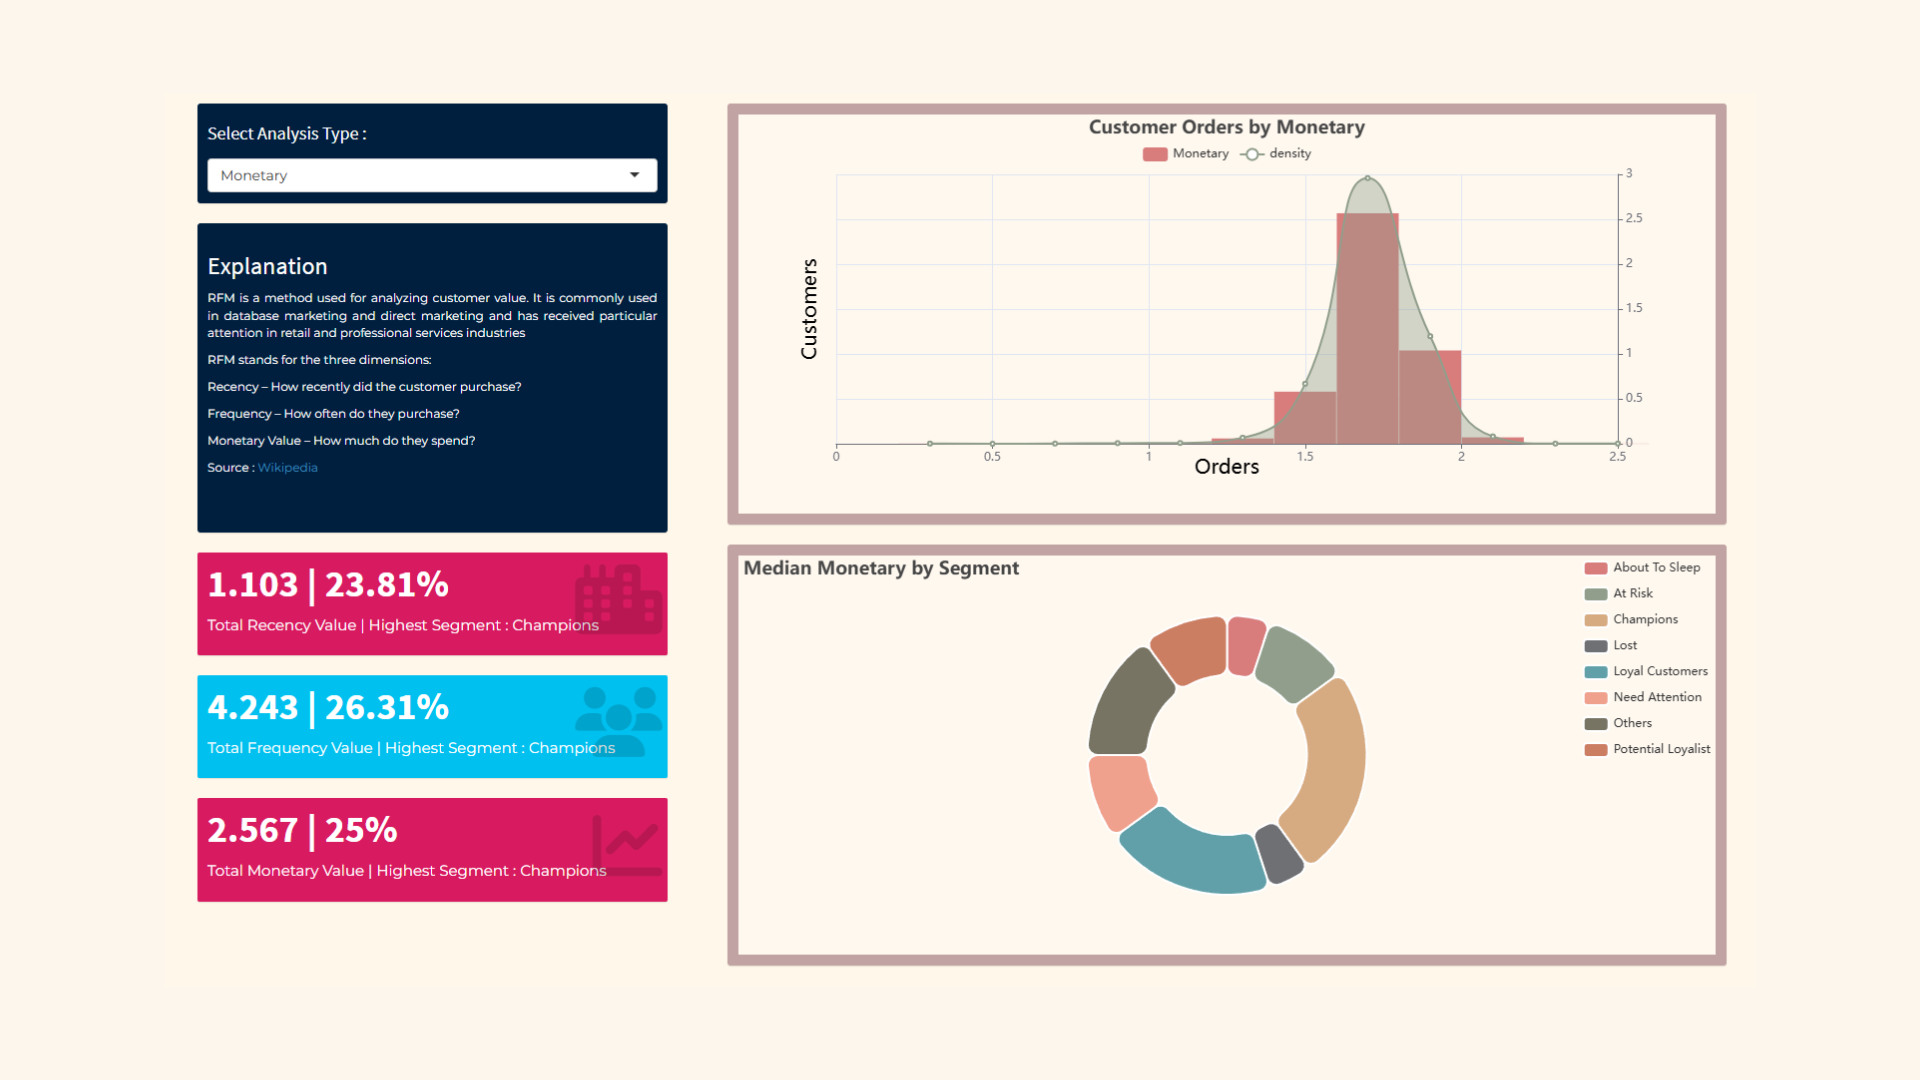 Select Analysis Type :
Monetary
Explanation
RFM is a method used for analyzing customer value. It is commonly used
in database marketing and direct marketing and has received particular
attention in retail and professional services industries
RFM stands for the three dimensions:
Recency – How recently did the customer purchase?
Frequency – How often do they purchase?
Monetary Value – How much do they spend?
Source : Wikipedia
1.103 | 23.81%
Total Recency Value | Highest Segment : Champions
4.243 | 26.31%
Total Frequency Value | Highest Segment : Champions
2.567 | 25%
Total Monetary Value | Highest Segment : Champions
Customer Orders by Monetary
Monetary density
Customers
3
2.5
2
1.5
1
0.5
0
0 0.5 1 1.5 2 2.5
Orders
Median Monetary by Segment
About To Sleep
At Risk
Champions
Lost
Loyal Customers
Need Attention
Others
Potential Loyalist